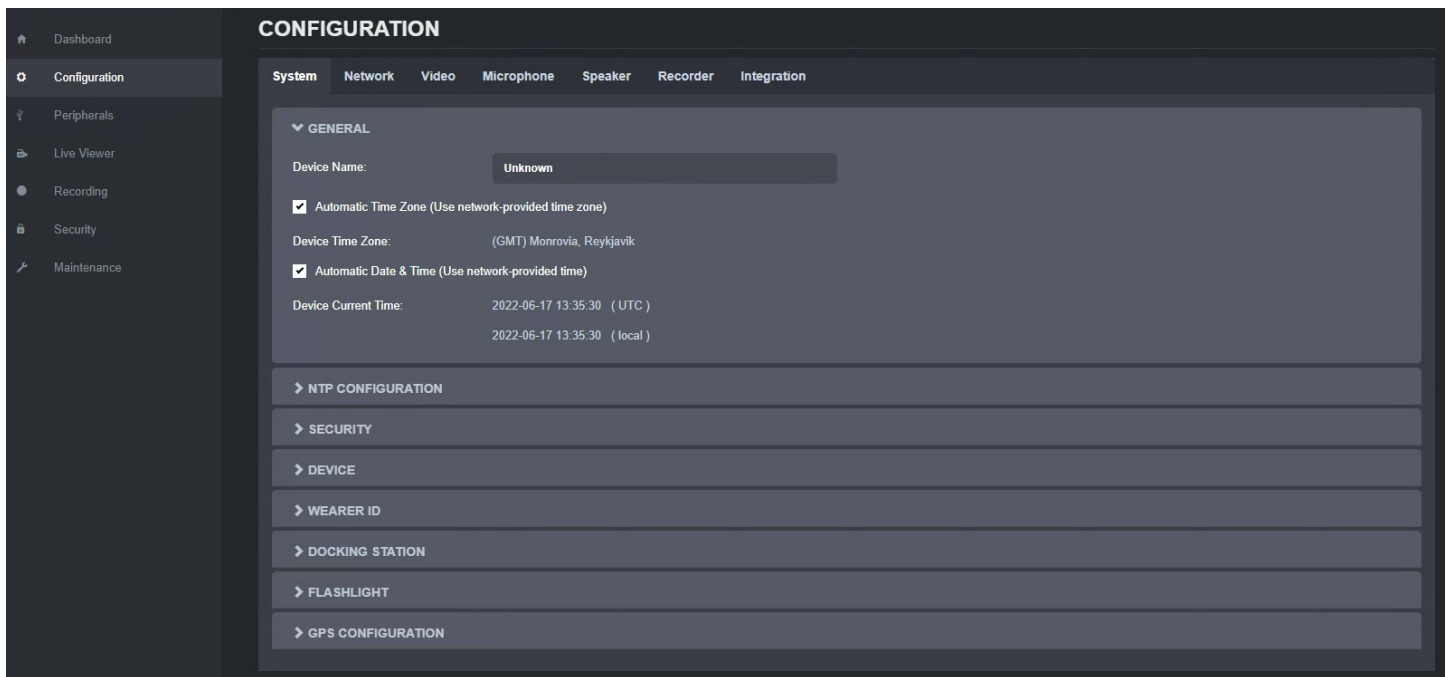 Dashboard
Configuration
Peripherals
Live Viewer
Recording
Security
Maintenance
CONFIGURATION
System Network Video Microphone Speaker Recorder Integration
GENERAL
Device Name: Unknown
Automatic Time Zone (Use network-provided time zone)
Device Time Zone: (GMT) Monrovia, Reykjavik
Automatic Date & Time (Use network-provided time)
Device Current Time: 2022-06-17 13:35:30 ( UTC )
2022-06-17 13:35:30 ( local )
NTP CONFIGURATION
SECURITY
DEVICE
WEARER ID
DOCKING STATION
FLASHLIGHT
GPS CONFIGURATION